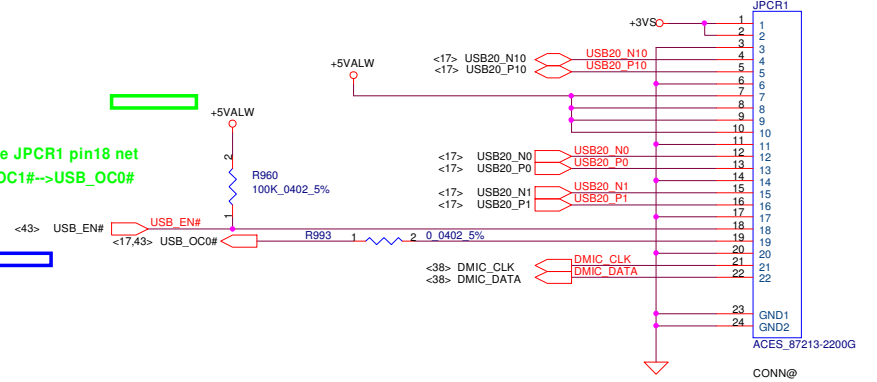 JPCR1
+3VS
1 1
2 2
3 3
<17> USB20_N10 USB20_N10 4 4
<17> USB20_P10 USB20_P10 5 5
+5VALW
6 6
7 7
8 8
9 9
10 10
11 11
<17> USB20_N0 USB20_N0 12 12
<17> USB20_P0 USB20_P0 13 13
14 14
<17> USB20_N1 USB20_N1 15 15
<17> USB20_P1 USB20_P1 16 16
17 17
+5VALW
e JPCR1 pin18 net
OC1#-->USB_OC0#
2
R960
100K_0402_5%
1
<43> USB_EN# USB_EN# 18 18
<17,43> USB_OC0# R993 1 2 0_0402_5% 19 19
20 20
<38> DMIC_CLK DMIC_CLK 21 21
<38> DMIC_DATA DMIC_DATA 22 22
23 GND1
24 GND2
ACES_87213-2200G
CONN@